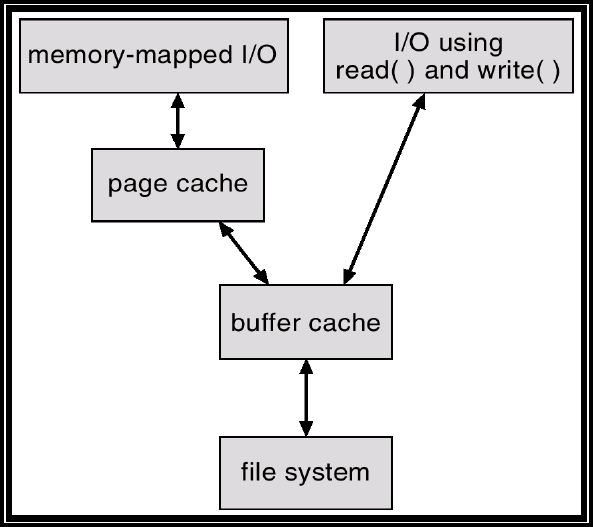 memory-mapped I/O
I/O using
read( ) and write( )
page cache
buffer cache
file system